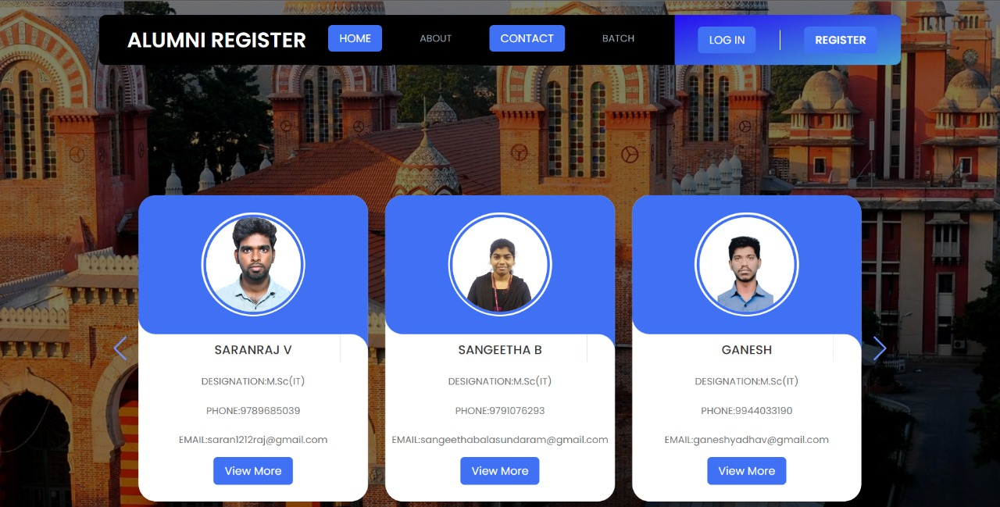 ALUMNI REGISTER HOME ABOUT CONTACT BATCH LOG IN REGISTER
SARANRAJ V
DESIGNATION:M.Sc(IT)
PHONE:9789685039
EMAIL:saran1212raj@gmail.com
View More
SANGEETHA B
DESIGNATION:M.Sc(IT)
PHONE:9791076293
EMAIL:sangeethabalasundaram@gmail.com
View More
GANESH
DESIGNATION:M.Sc(IT)
PHONE:9944033190
EMAIL:ganeshyadhav@gmail.com
View More